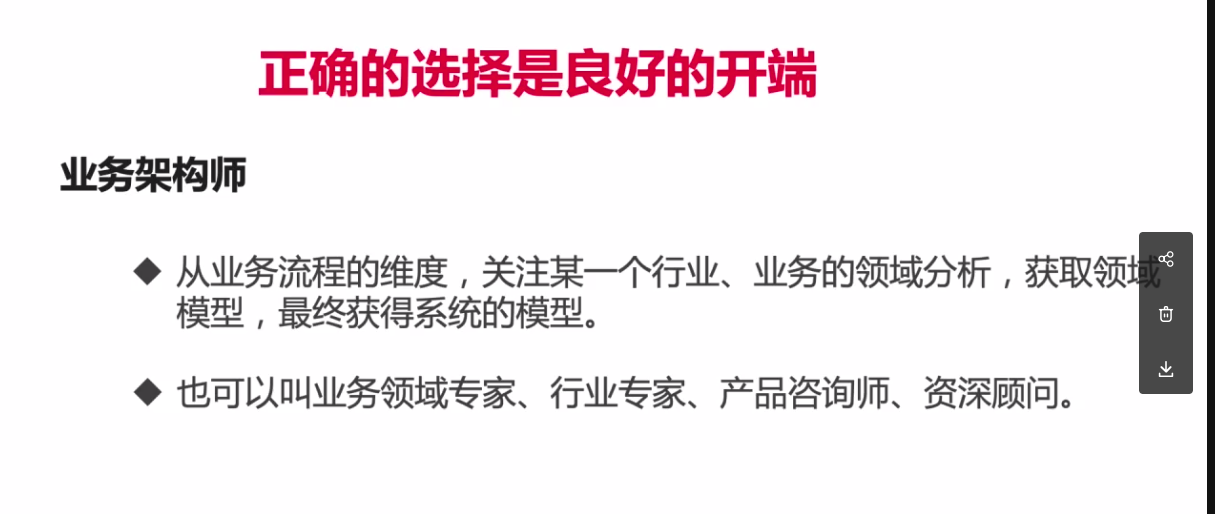 正确的选择是良好的开端
业务架构师
◆ 从业务流程的维度，关注某一个行业、业务的领域分析，获取领域
模型，最终获得系统的模型。
◆ 也可以叫业务领域专家、行业专家、产品咨询师、资深顾问。